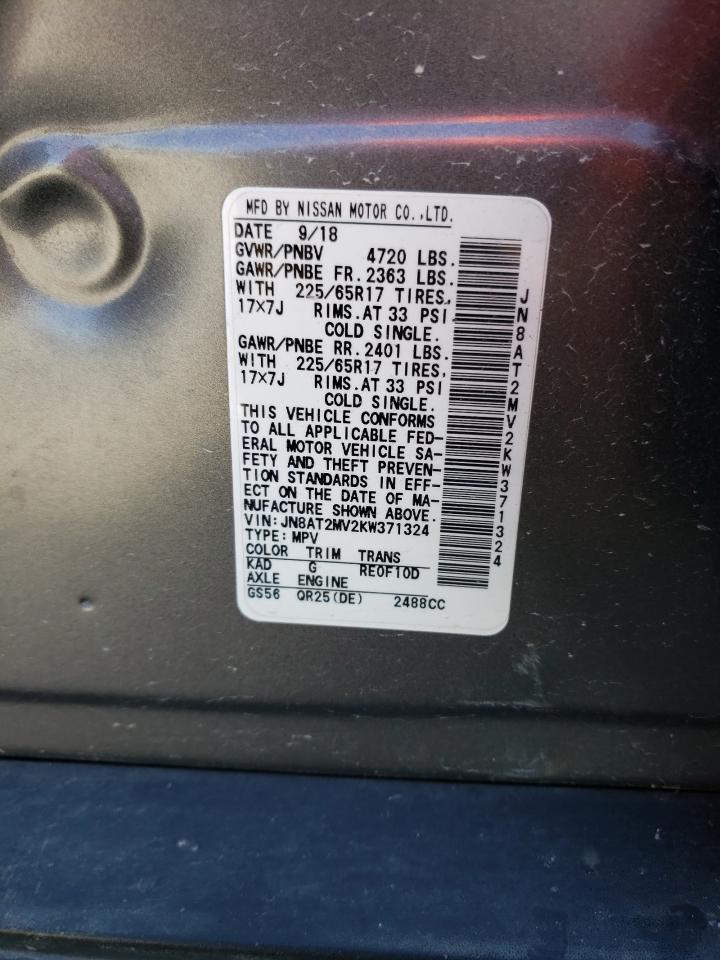 MFD BY NISSAN MOTOR CO.,LTD.
DATE 9/18
GVWR/PNBV 4720 LBS.
GAWR/PNBE FR.2363 LBS.
WITH 225/65R17 TIRES,
17×7J RIMS.AT 33 PSI
COLD SINGLE.
GAWR/PNBE RR.2401 LBS.
WITH 225/65R17 TIRES,
17×7J RIMS.AT 33 PSI
COLD SINGLE.
THIS VEHICLE CONFORMS
TO ALL APPLICABLE FED-
ERAL MOTOR VEHICLE SA-
FETY AND THEFT PREVEN-
TION STANDARDS IN EFF-
ECT ON THE DATE OF MA-
NUFACTURE SHOWN ABOVE.
VIN:JN8AT2MV2KW371324
TYPE:MPV
COLOR TRIM TRANS
KAD G RE0F10D
AXLE ENGINE
GS56 QR25(DE) 2488CC
JN8AT2MV2KW371324